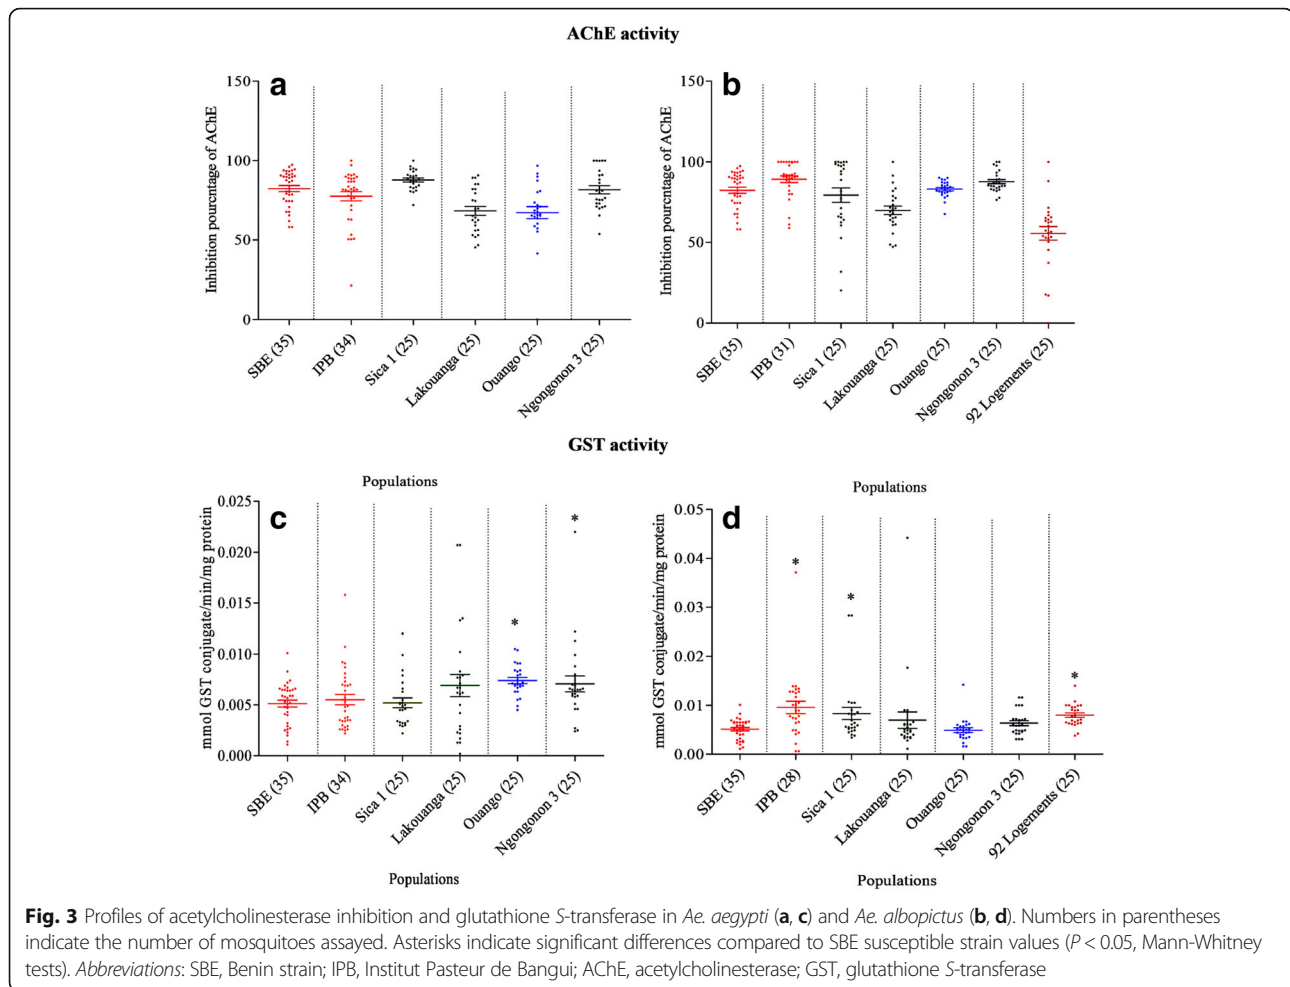 AChE activity
a
Inhibition pourcentage of AChE
150
100
50
0
SBE (35)
IPB (34)
Sica 1 (25)
Lakouanga (25)
Ouango (25)
Ngongonon 3 (25)
b
Inhibition pourcentage of AChE
150
100
50
0
SBE (35)
IPB (31)
Sica 1 (25)
Lakouanga (25)
Ouango (25)
Ngongonon 3 (25)
92 Logements (25)
GST activity
Populations
c
mmol GST conjugate/min/mg protein
0.025
0.020
0.015
0.010
0.005
0.000
*
*
SBE (35)
IPB (34)
Sica 1 (25)
Lakouanga (25)
Ouango (25)
Ngongonon 3 (25)
Populations
Populations
d
mmol GST conjugate/min/mg protein
0.05
0.04
0.03
0.02
0.01
0.00
*
*
*
SBE (35)
IPB (28)
Sica 1 (25)
Lakouanga (25)
Ouango (25)
Ngongonon 3 (25)
92 Logements (25)
Populations
Fig. 3 Profiles of acetylcholinesterase inhibition and glutathione S-transferase in Ae. aegypti (a, c) and Ae. albopictus (b, d). Numbers in parentheses
indicate the number of mosquitoes assayed. Asterisks indicate significant differences compared to SBE susceptible strain values (P < 0.05, Mann-Whitney
tests). Abbreviations: SBE, Benin strain; IPB, Institut Pasteur de Bangui; AChE, acetylcholinesterase; GST, glutathione S-transferase